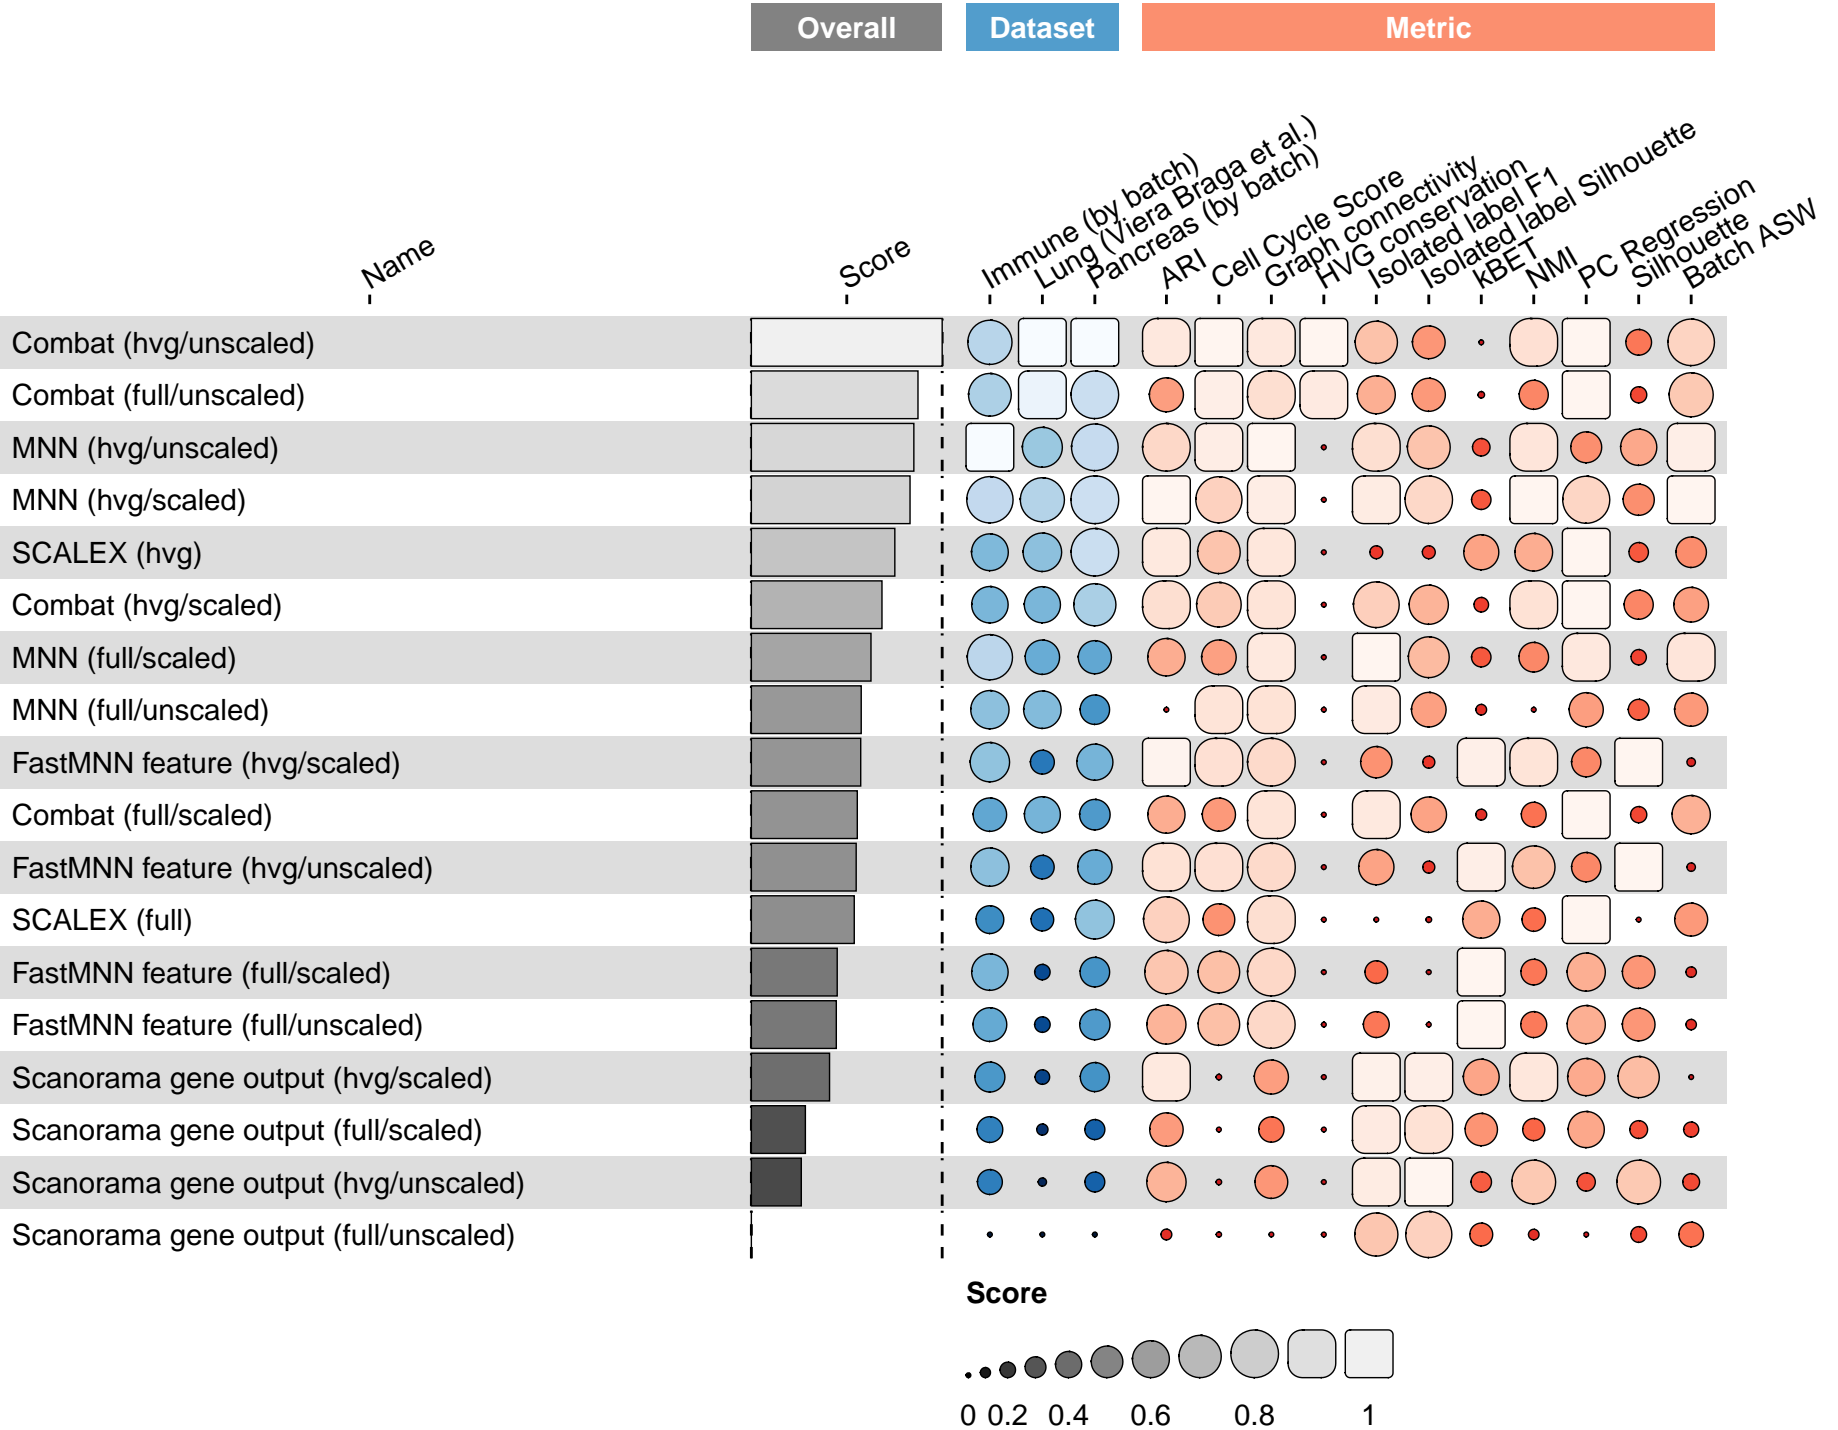 Overall
Dataset
Metric
Name
Score
Immune (by batch)
Lung (Viera Braga et al.)
Pancreas (by batch)
ARI
Cell Cycle Score
Graph connectivity
HVG conservation
Isolated label F1
Isolated label Silhouette
kBET
NMI
PC Regression
Silhouette
Batch ASW
Combat (hvg/unscaled)
Combat (full/unscaled)
MNN (hvg/unscaled)
MNN (hvg/scaled)
SCALEX (hvg)
Combat (hvg/scaled)
MNN (full/scaled)
MNN (full/unscaled)
FastMNN feature (hvg/scaled)
Combat (full/scaled)
FastMNN feature (hvg/unscaled)
SCALEX (full)
FastMNN feature (full/scaled)
FastMNN feature (full/unscaled)
Scanorama gene output (hvg/scaled)
Scanorama gene output (full/scaled)
Scanorama gene output (hvg/unscaled)
Scanorama gene output (full/unscaled)
Score
0 0.2 0.4 0.6 0.8 1